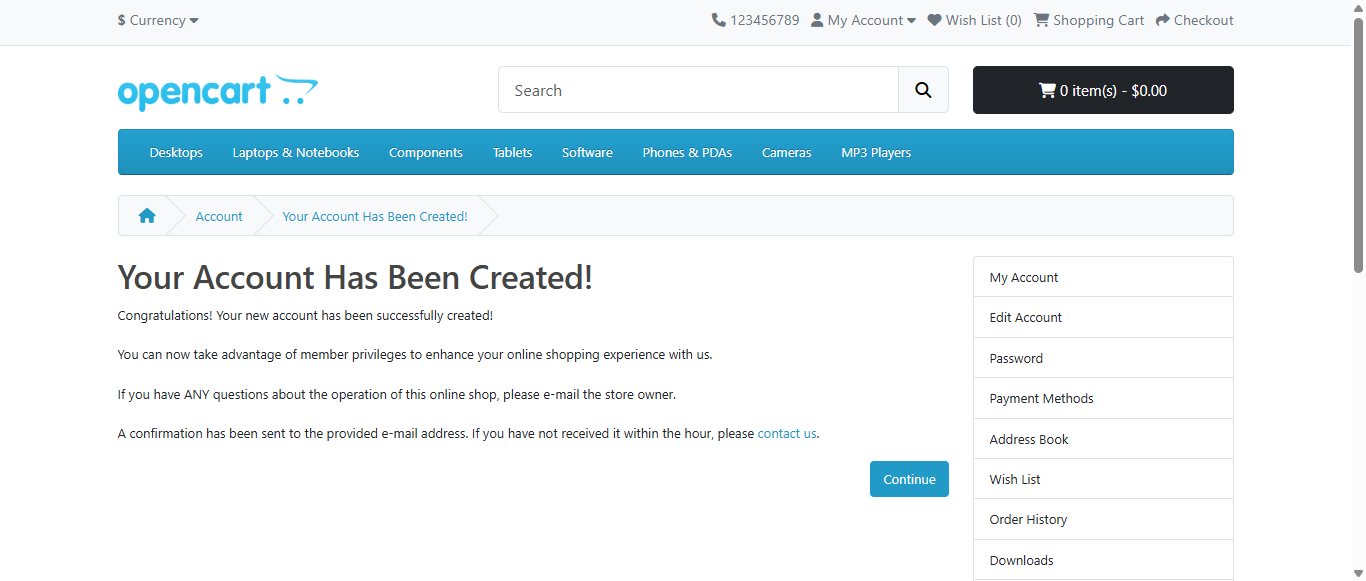 $ Currency
123456789 My Account Wish List (0) Shopping Cart Checkout
opencart
Search
0 item(s) - $0.00
Desktops Laptops & Notebooks Components Tablets Software Phones & PDAs Cameras MP3 Players
Account Your Account Has Been Created!
Your Account Has Been Created!
Congratulations! Your new account has been successfully created!
You can now take advantage of member privileges to enhance your online shopping experience with us.
If you have ANY questions about the operation of this online shop, please e-mail the store owner.
A confirmation has been sent to the provided e-mail address. If you have not received it within the hour, please contact us.
Continue
My Account
Edit Account
Password
Payment Methods
Address Book
Wish List
Order History
Downloads